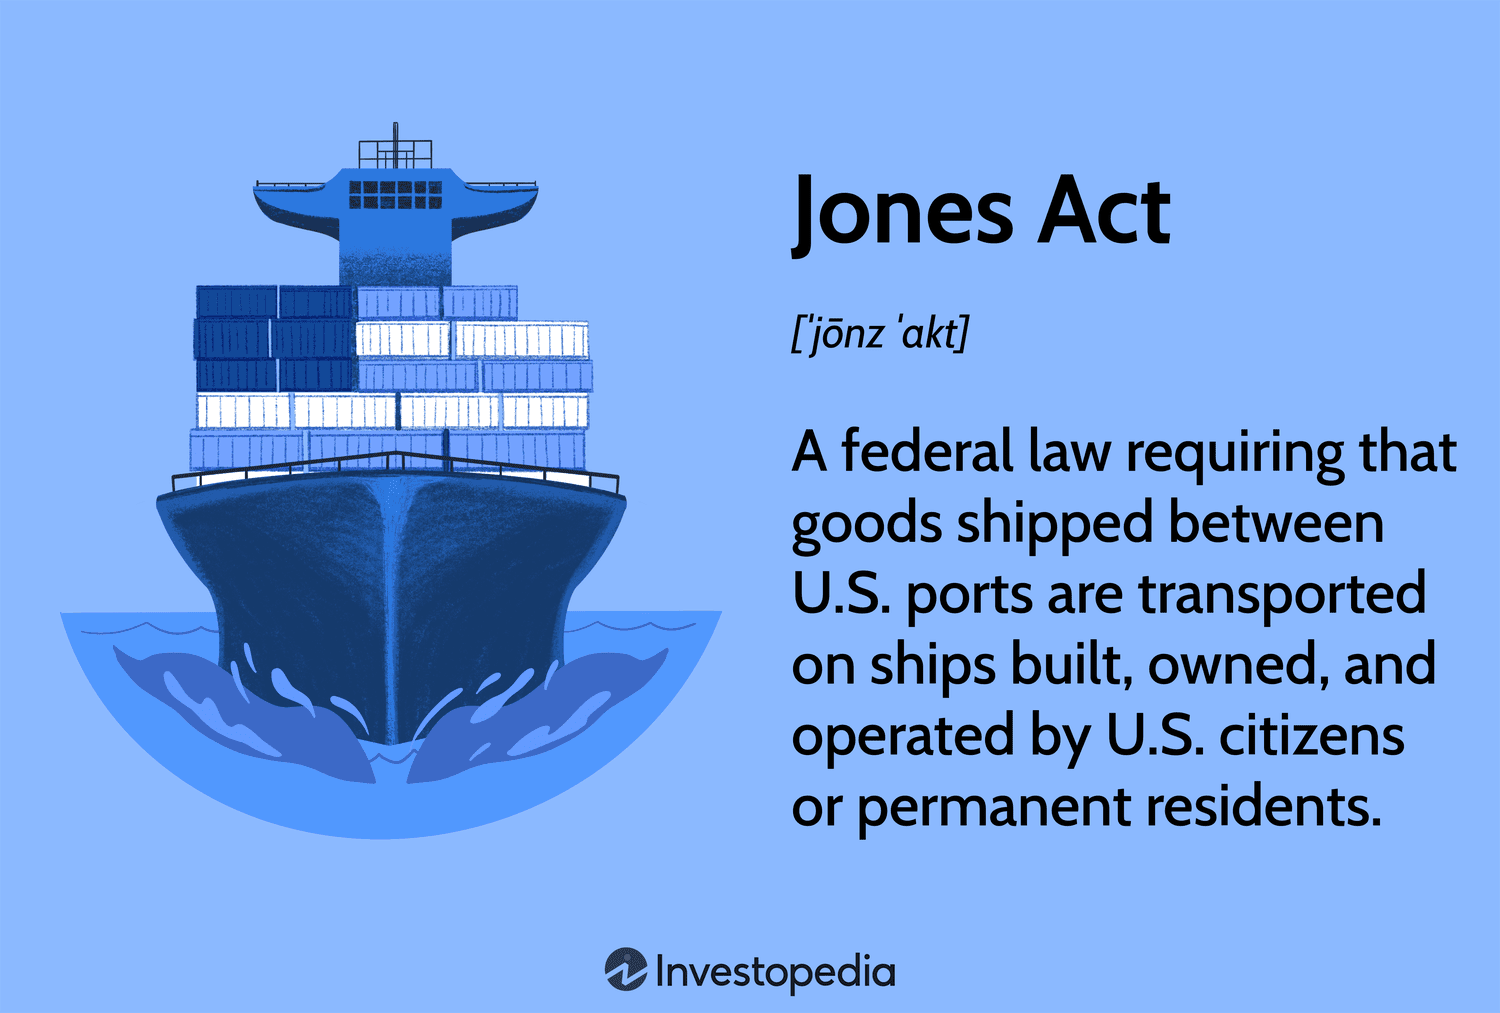 Jones Act
[ˈjōnz ˈakt]
A federal law requiring that
goods shipped between
U.S. ports are transported
on ships built, owned, and
operated by U.S. citizens
or permanent residents.
Investopedia